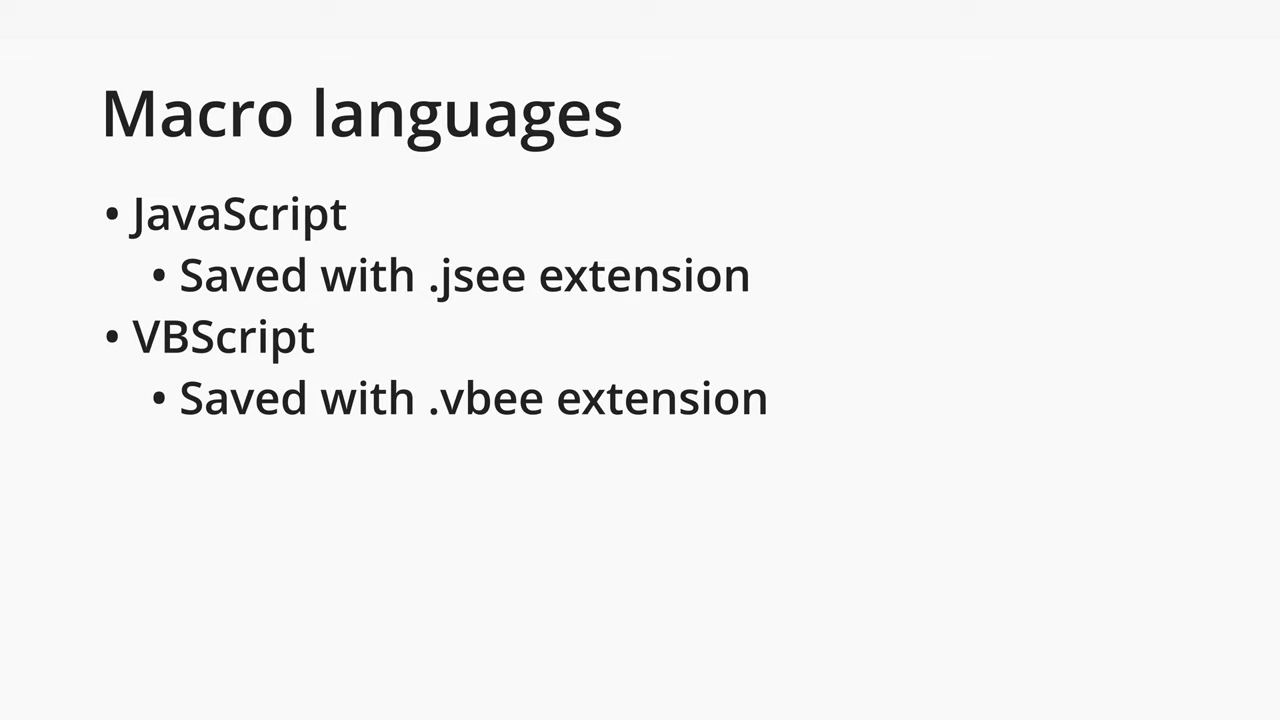 Macro languages
• JavaScript
• Saved with .jsee extension
• VBScript
• Saved with .vbee extension